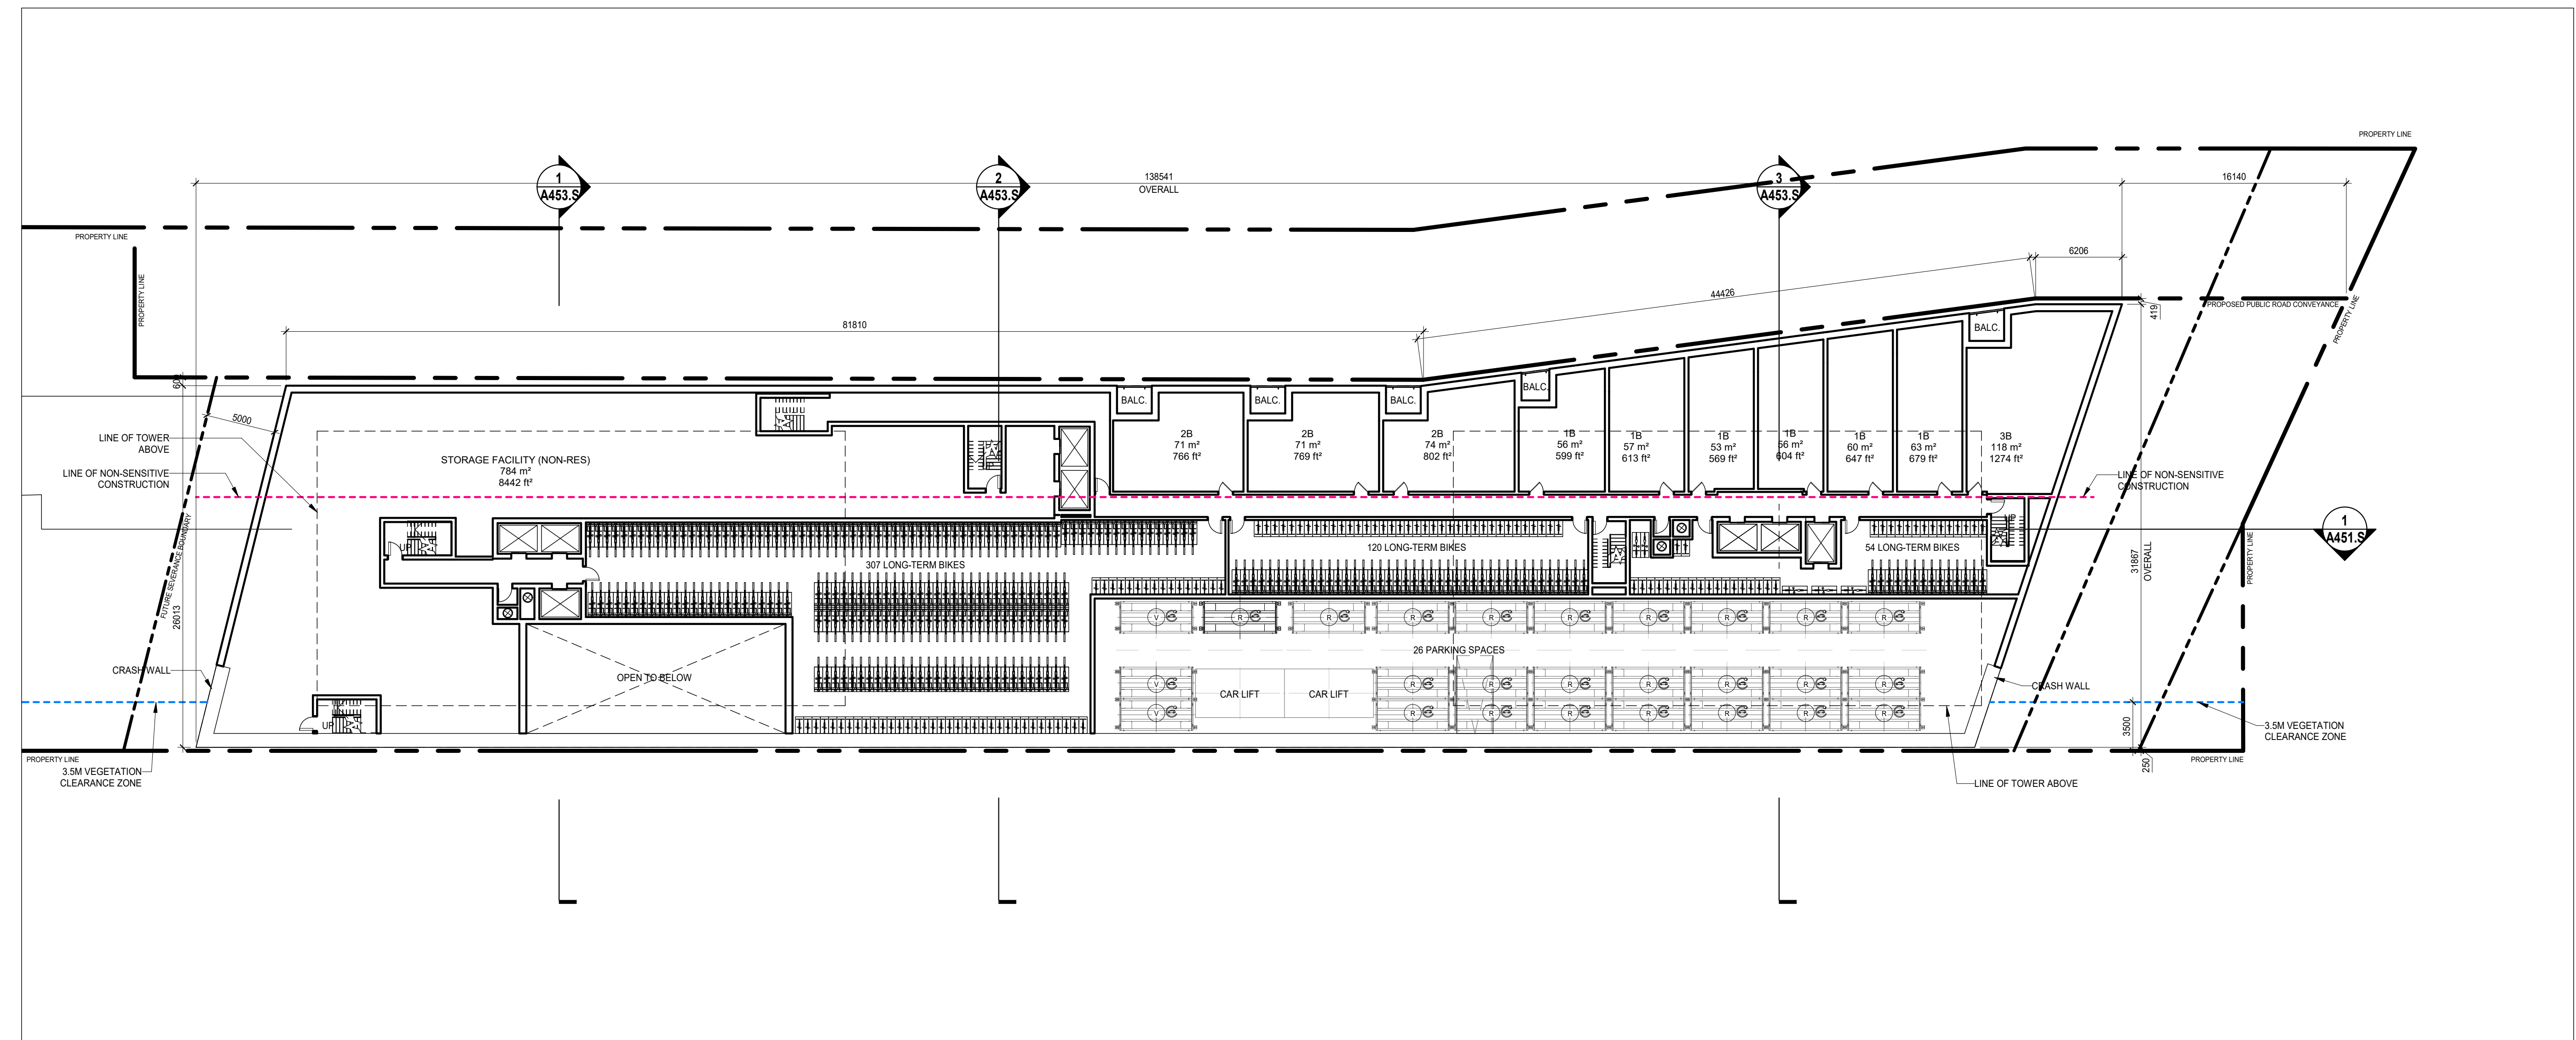 PROPERTY LINE
1
A453.S
2
A453.S
3
A453.S
138541
OVERALL
16140
PROPERTY LINE
PROPERTY LINE
6206
44426
81810
PROPOSED PUBLIC ROAD CONVEYANCE
419
PROPERTY LINE
600
5000
BALC.
BALC.
BALC.
BALC.
BALC.
LINE OF TOWER
ABOVE
LINE OF NON-SENSITIVE
CONSTRUCTION
STORAGE FACILITY (NON-RES)
784 m²
8442 ft²
2B
71 m²
766 ft²
2B
71 m²
769 ft²
2B
74 m²
802 ft²
1B
56 m²
599 ft²
1B
57 m²
613 ft²
1B
53 m²
569 ft²
1B
56 m²
604 ft²
1B
60 m²
647 ft²
1B
63 m²
679 ft²
3B
118 m²
1274 ft²
LINE OF NON-SENSITIVE
CONSTRUCTION
UP
UP
1
A451.S
FUTURE SEVERANCE BOUNDARY
26013
307 LONG-TERM BIKES
120 LONG-TERM BIKES
54 LONG-TERM BIKES
31867
OVERALL
PROPERTY LINE
V
R
R
R
R
R
R
R
R
R
26 PARKING SPACES
CRASH WALL
OPEN TO BELOW
V
CAR LIFT
CAR LIFT
R
R
R
R
R
R
R
CRASH WALL
UP
V
R
R
R
R
R
R
R
3500
3.5M VEGETATION
CLEARANCE ZONE
PROPERTY LINE
3.5M VEGETATION
CLEARANCE ZONE
250
PROPERTY LINE
LINE OF TOWER ABOVE